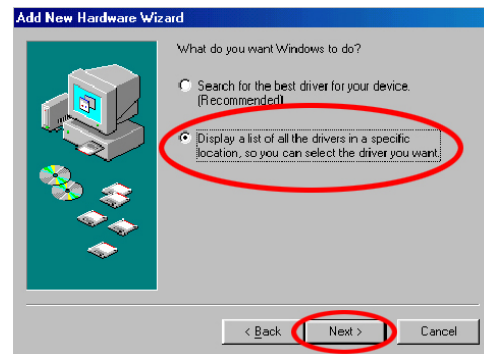 Add New Hardware Wizard
What do you want Windows to do?
Search for the best driver for your device.
(Recommended)
Display a list of all the drivers in a specific
location, so you can select the driver you want.
< Back
Next >
Cancel